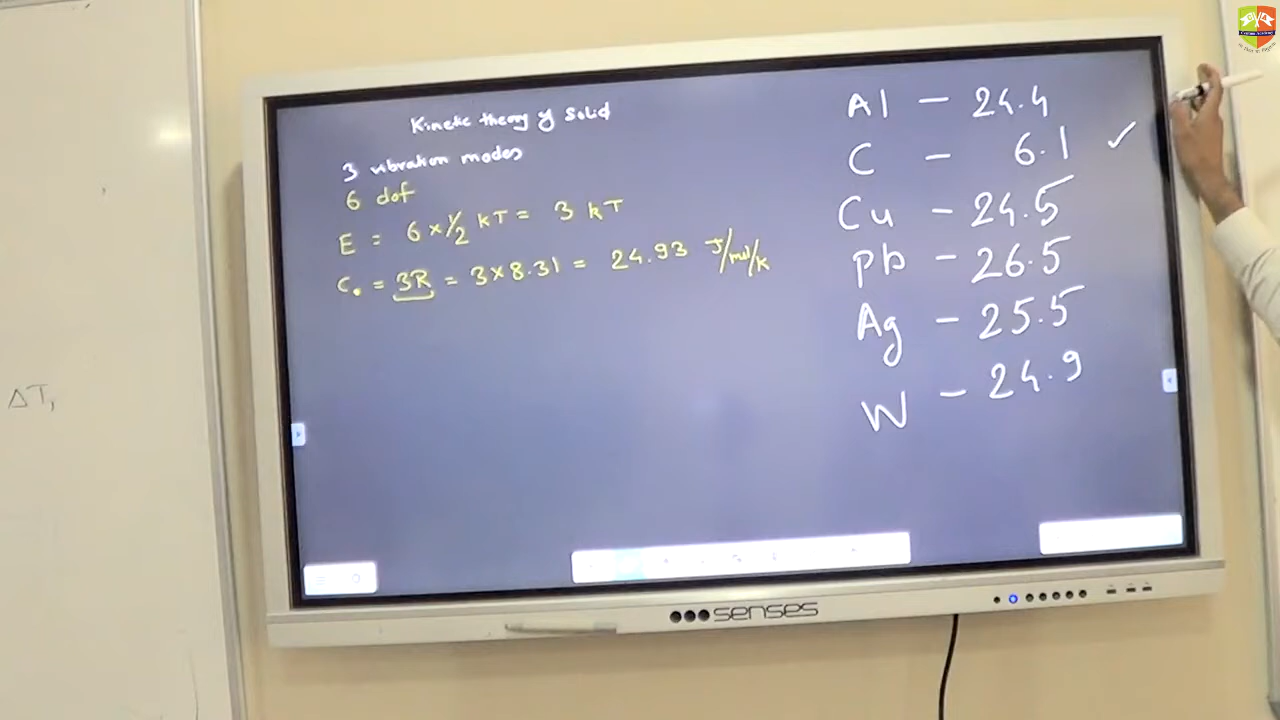 Kinetic theory of Solid
3 vibration modes
6 dof
E = 6 × 1/2 kT = 3 kT
C. = 3R = 3×8.31 = 24.93 J/mol/k
Al – 24.4
C – 6.1 ✓
Cu – 24.5
Pb – 26.5
Ag – 25.5
W – 24.9
ΔT,
senses